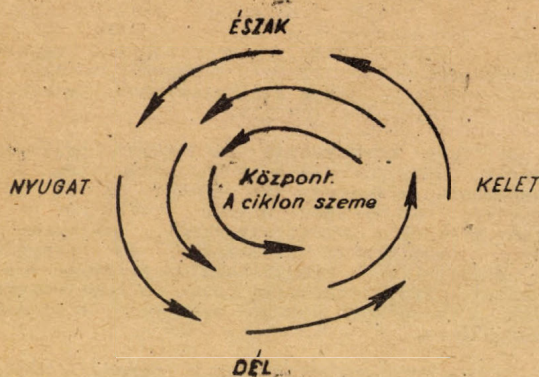 ÉSZAK
NYUGAT
Központ.
A ciklon szeme
KELET
DÉL